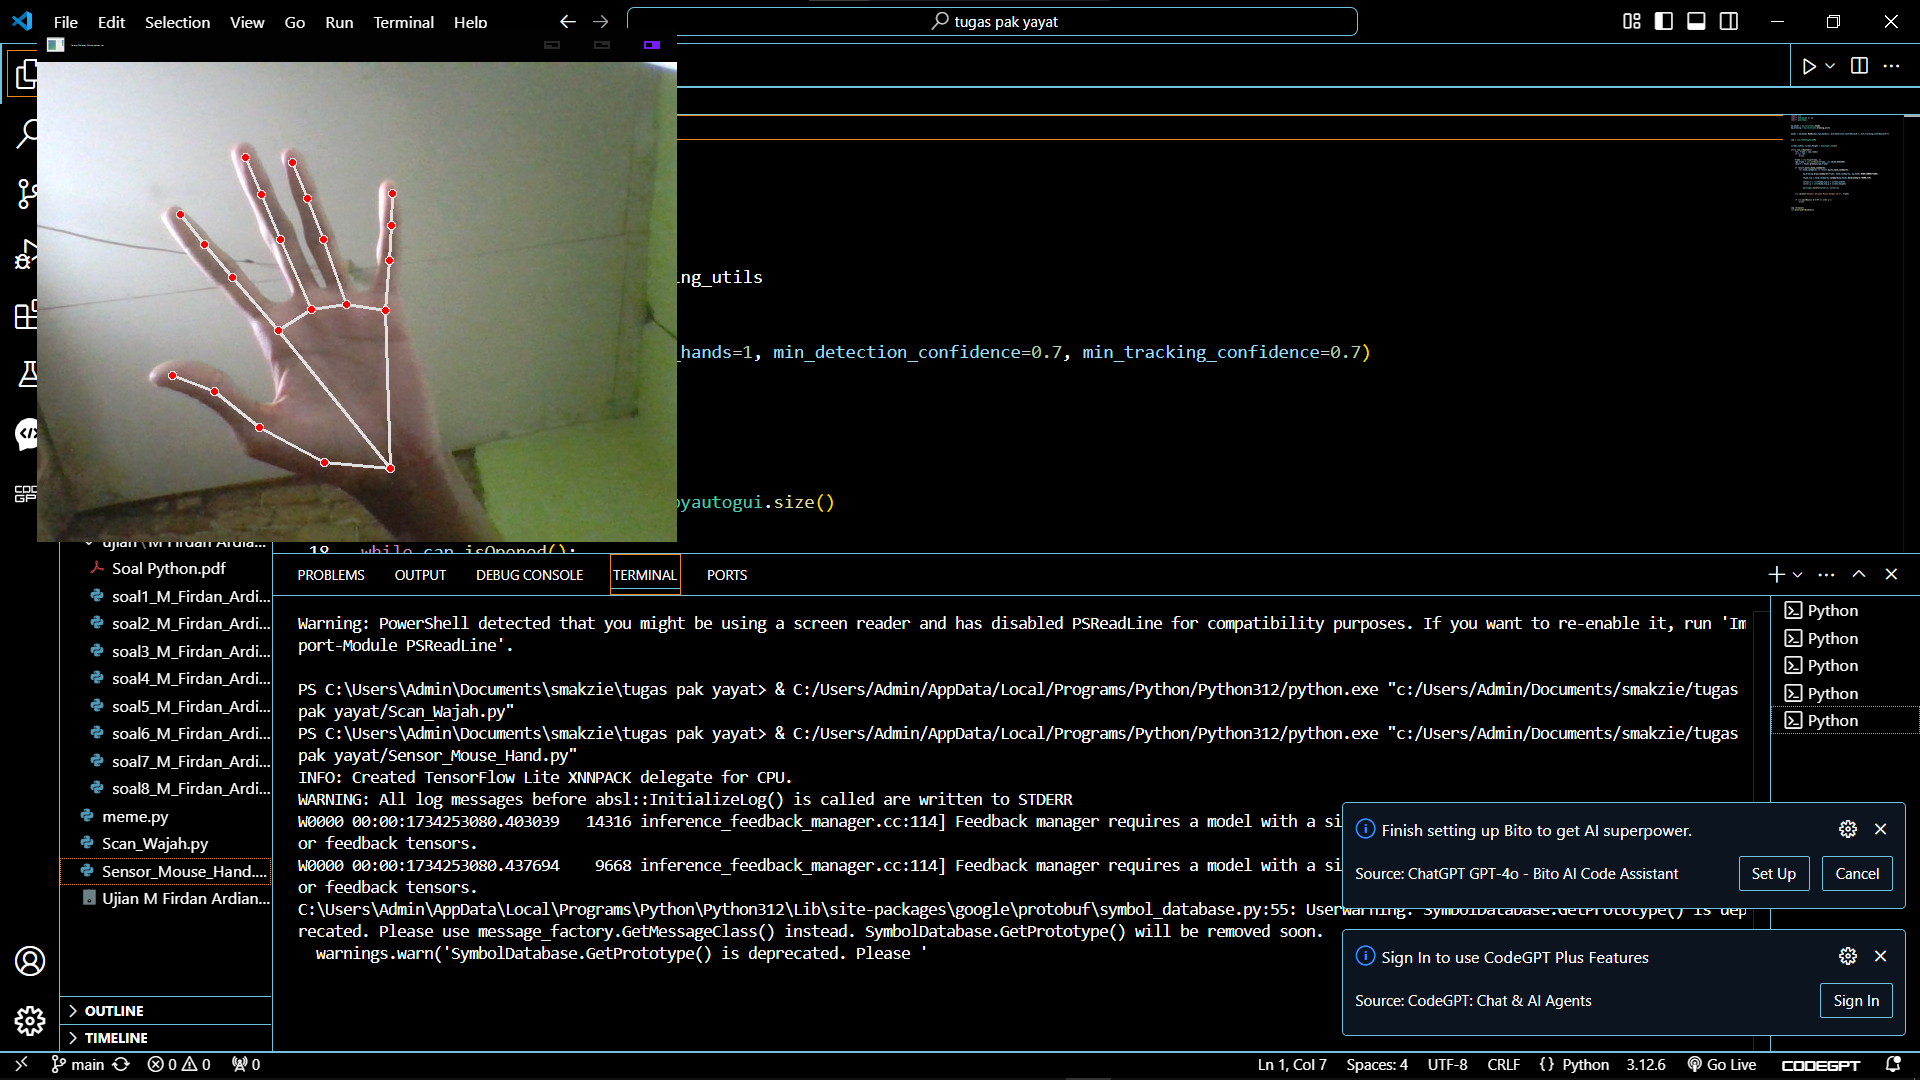 File Edit Selection View Go Run Terminal Help
tugas pak yayat
ing_utils
_hands=1, min_detection_confidence=0.7, min_tracking_confidence=0.7)
pyautogui.size()
18 while cap.isOpened():
ujian \ M Firdan Ardia...
Soal Python.pdf
soal1_M_Firdan_Ardi...
soal2_M_Firdan_Ardi...
soal3_M_Firdan_Ardi...
soal4_M_Firdan_Ardi...
soal5_M_Firdan_Ardi...
soal6_M_Firdan_Ardi...
soal7_M_Firdan_Ardi...
soal8_M_Firdan_Ardi...
meme.py
Scan_Wajah.py
Sensor_Mouse_Hand....
Ujian M Firdan Ardian...
OUTLINE
TIMELINE
PROBLEMS OUTPUT DEBUG CONSOLE TERMINAL PORTS
Warning: PowerShell detected that you might be using a screen reader and has disabled PSReadLine for compatibility purposes. If you want to re-enable it, run 'Im
port-Module PSReadLine'.
PS C:\Users\Admin\Documents\smakzie\tugas pak yayat> & C:/Users/Admin/AppData/Local/Programs/Python/Python312/python.exe "c:/Users/Admin/Documents/smakzie/tugas
pak yayat/Scan_Wajah.py"
PS C:\Users\Admin\Documents\smakzie\tugas pak yayat> & C:/Users/Admin/AppData/Local/Programs/Python/Python312/python.exe "c:/Users/Admin/Documents/smakzie/tugas
pak yayat/Sensor_Mouse_Hand.py"
INFO: Created TensorFlow Lite XNNPACK delegate for CPU.
WARNING: All log messages before absl::InitializeLog() is called are written to STDERR
W0000 00:00:1734253080.403039 14316 inference_feedback_manager.cc:114] Feedback manager requires a model with a si
or feedback tensors.
W0000 00:00:1734253080.437694 9668 inference_feedback_manager.cc:114] Feedback manager requires a model with a si
or feedback tensors.
C:\Users\Admin\AppData\Local\Programs\Python\Python312\Lib\site-packages\google\protobuf\symbol_database.py:55: UserWarning: SymbolDatabase.GetPrototype() is dep
recated. Please use message_factory.GetMessageClass() instead. SymbolDatabase.GetPrototype() will be removed soon.
warnings.warn('SymbolDatabase.GetPrototype() is deprecated. Please '
Python
Python
Python
Python
Python
Finish setting up Bito to get AI superpower.
Source: ChatGPT GPT-4o - Bito AI Code Assistant
Set Up Cancel
Sign In to use CodeGPT Plus Features
Source: CodeGPT: Chat & AI Agents
Sign In
main 0 0 0
Ln 1, Col 7 Spaces: 4 UTF-8 CRLF {} Python 3.12.6 Go Live CODEGPT